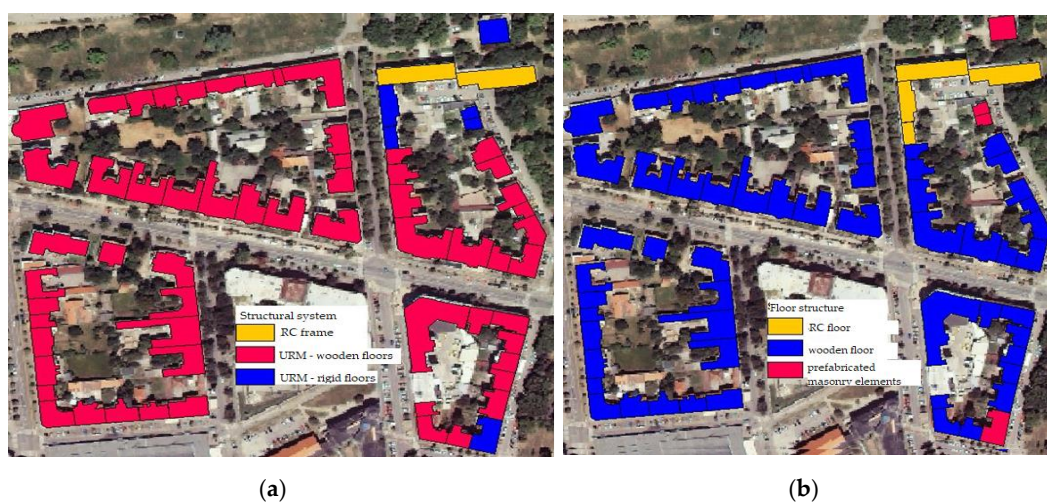 Structural system
RC frame
URM - wooden floors
URM - rigid floors
Floor structure
RC floor
wooden floor
prefabricated
masonry elements
(a)
(b)